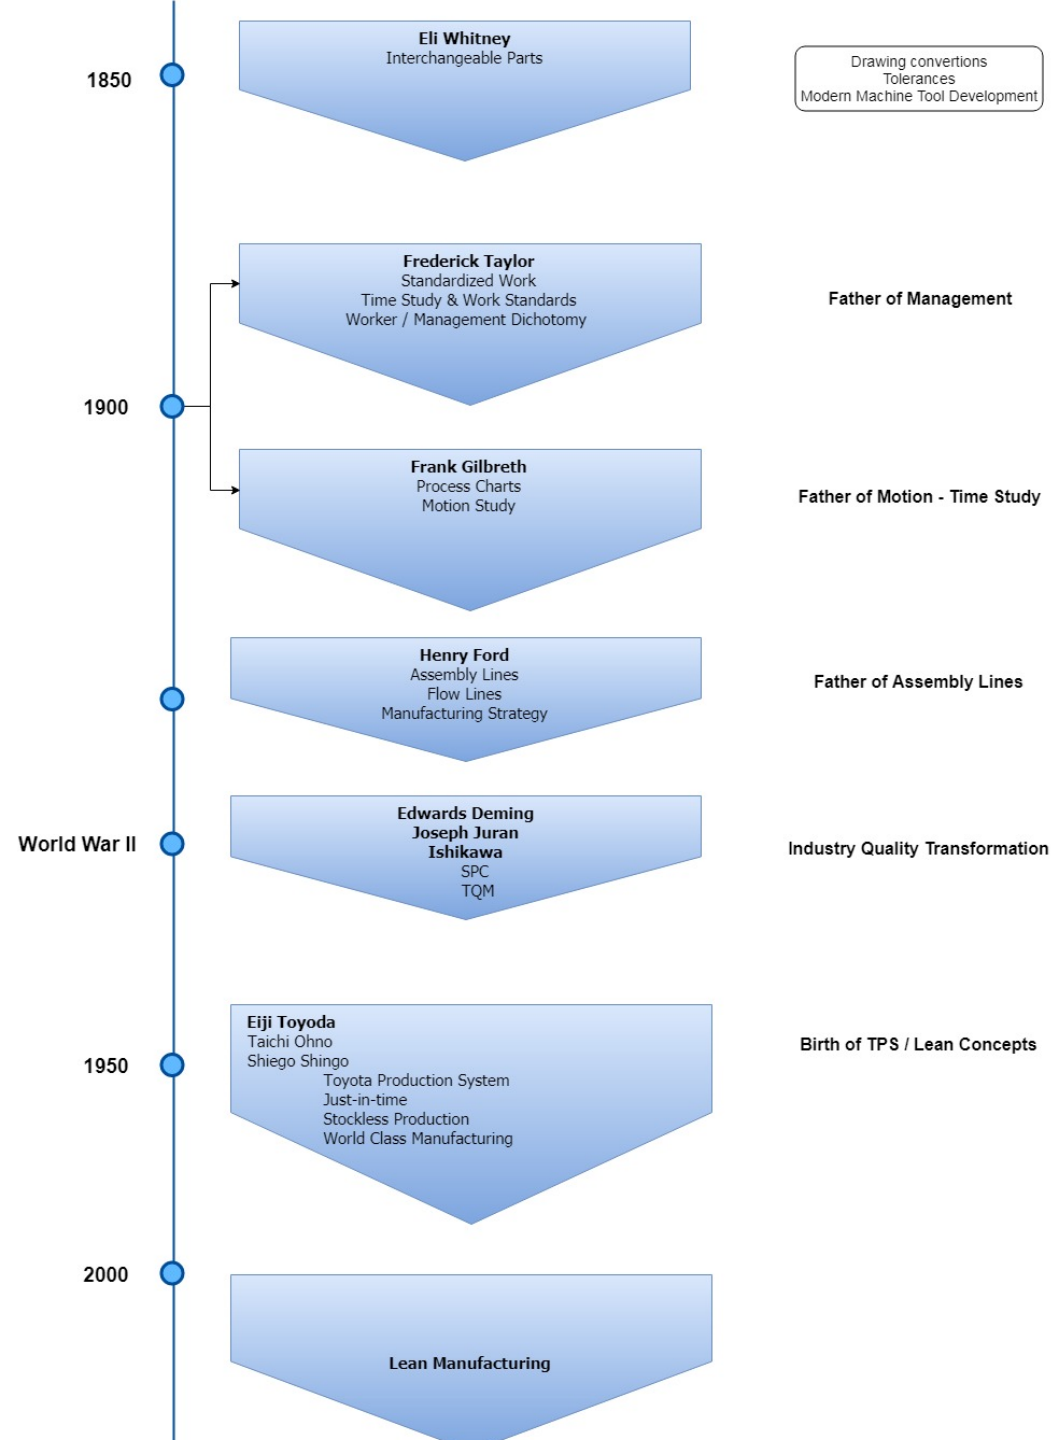 Eli Whitney
Interchangeable Parts
1850
Drawing convertions
Tolerances
Modern Machine Tool Development
Frederick Taylor
Standardized Work
Time Study & Work Standards
Worker / Management Dichotomy
Father of Management
1900
Frank Gilbreth
Process Charts
Motion Study
Father of Motion - Time Study
Henry Ford
Assembly Lines
Flow Lines
Manufacturing Strategy
Father of Assembly Lines
World War II
Edwards Deming
Joseph Juran
Ishikawa
SPC
TQM
Industry Quality Transformation
Eiji Toyoda
Taichi Ohno
Shiego Shingo
Toyota Production System
Just-in-time
Stockless Production
World Class Manufacturing
Birth of TPS / Lean Concepts
1950
2000
Lean Manufacturing